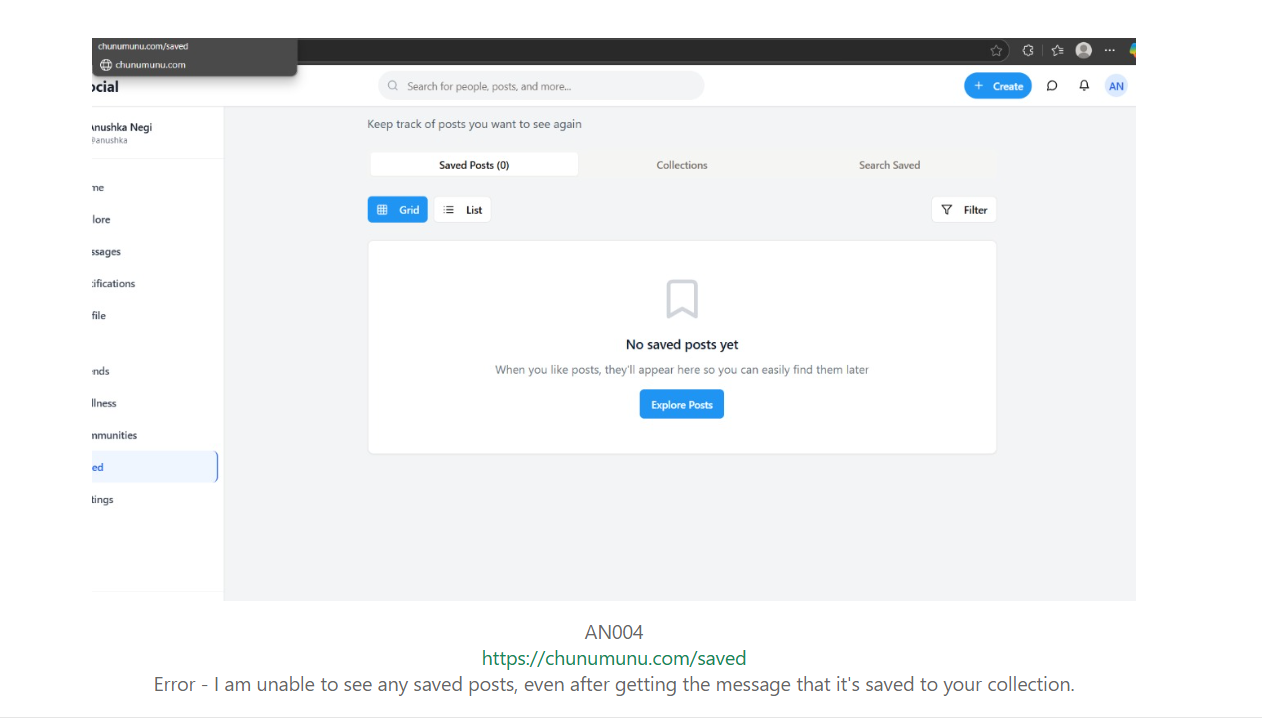 chunumunu.com/saved
chunumunu.com
ocial
Search for people, posts, and more...
+ Create
AN
Anushka Negi
@anushka
Keep track of posts you want to see again
Saved Posts (0)
Collections
Search Saved
me
lore
Grid
List
Filter
ssages
tifications
file
No saved posts yet
When you like posts, they'll appear here so you can easily find them later
Explore Posts
ends
llness
mmunities
ed
ttings
AN004
https://chunumunu.com/saved
Error - I am unable to see any saved posts, even after getting the message that it's saved to your collection.